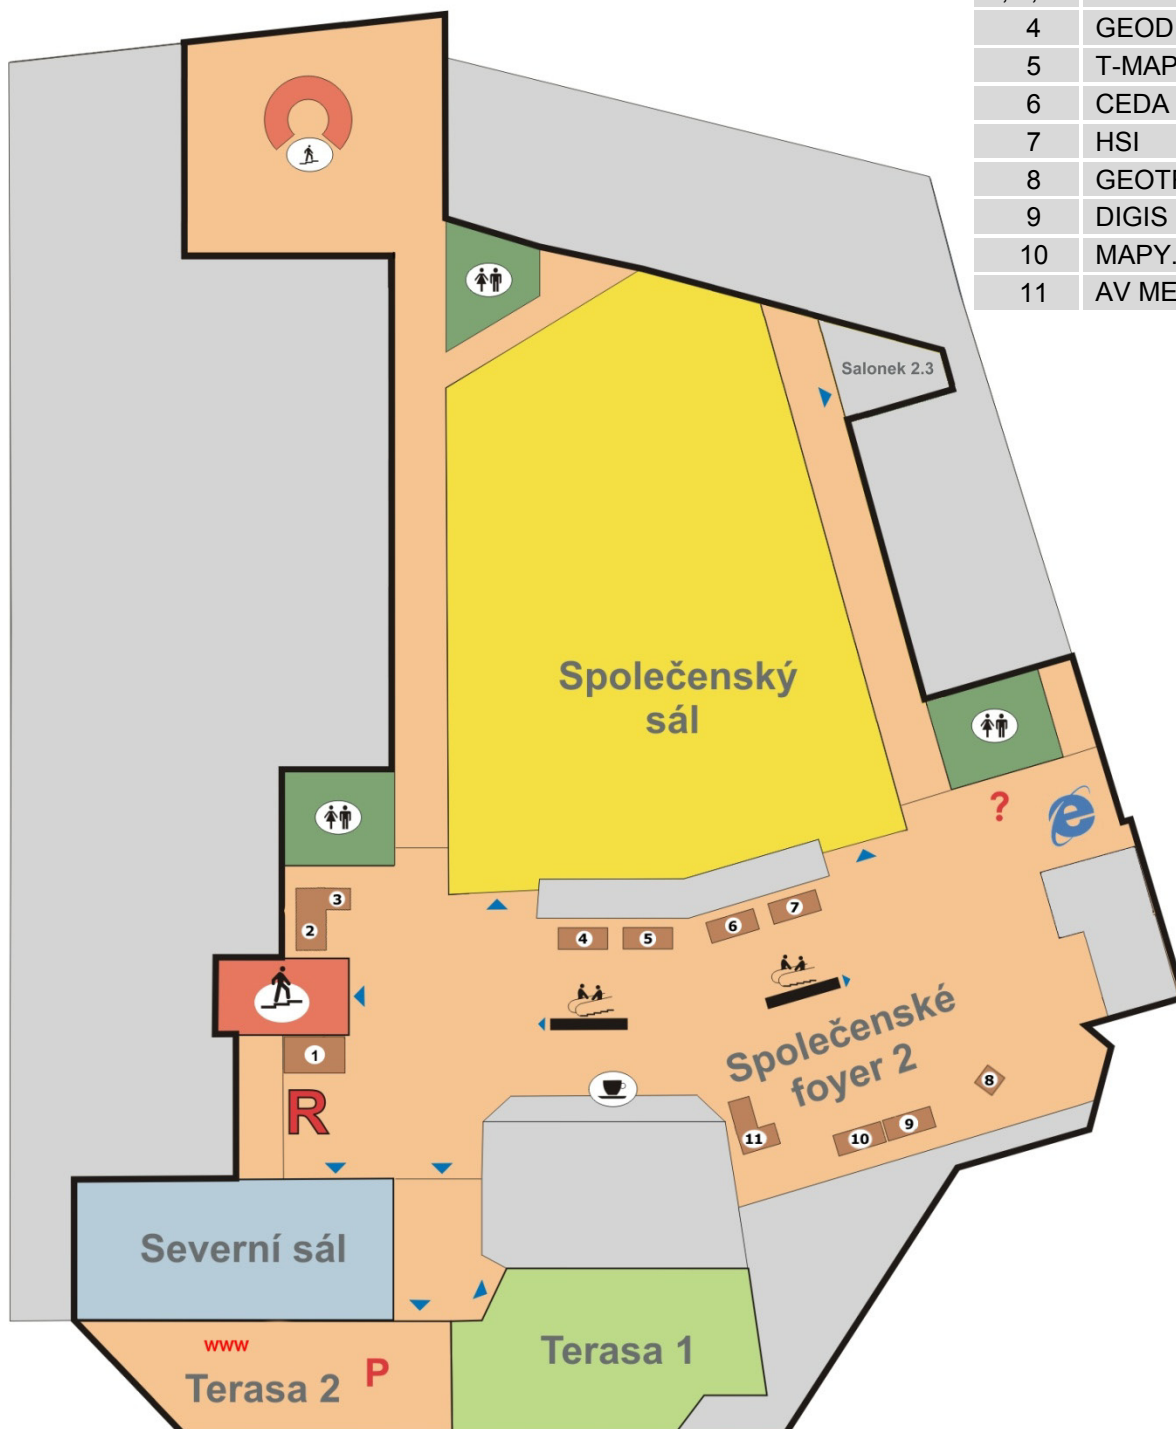 4 GEOD
5 T-MAP
6 CEDA
7 HSI
8
9 DIGIS
10 MAPY.
11 AV ME
Salonek 2.3
Společenský
sál
?
3
2
4
5
6
7
1
R
Společenské
foyer 2
8
9
10
11
Severní sál
www
Terasa 2
P
Terasa 1